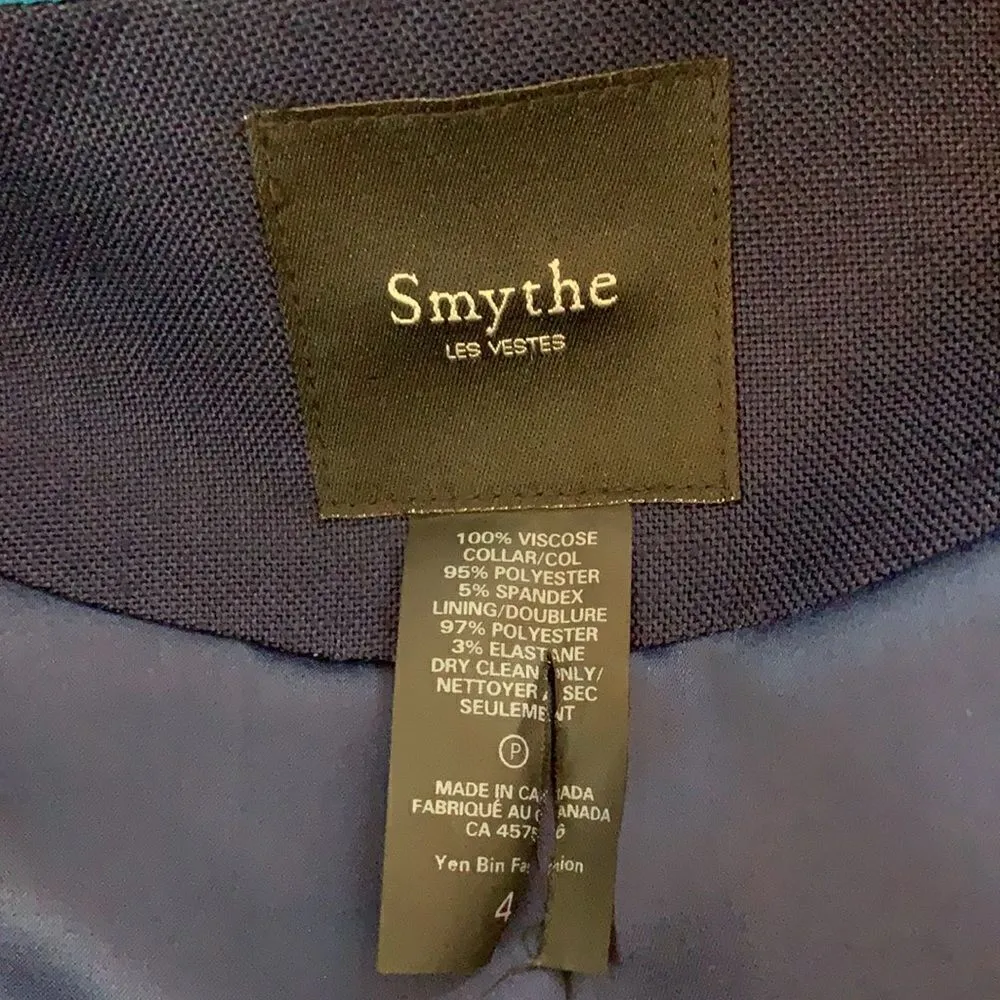 Smythe
LES VESTES
100% VISCOSE
COLLAR/COL
95% POLYESTER
5% SPANDEX
LINING/DOUBLURE
97% POLYESTER
3% ELASTANE
DRY CLEAN ONLY/
NETTOYER À SEC
SEULEMENT
P
MADE IN CANADA
FABRIQUÉ AU CANADA
CA
Yen Bin Fashion
4